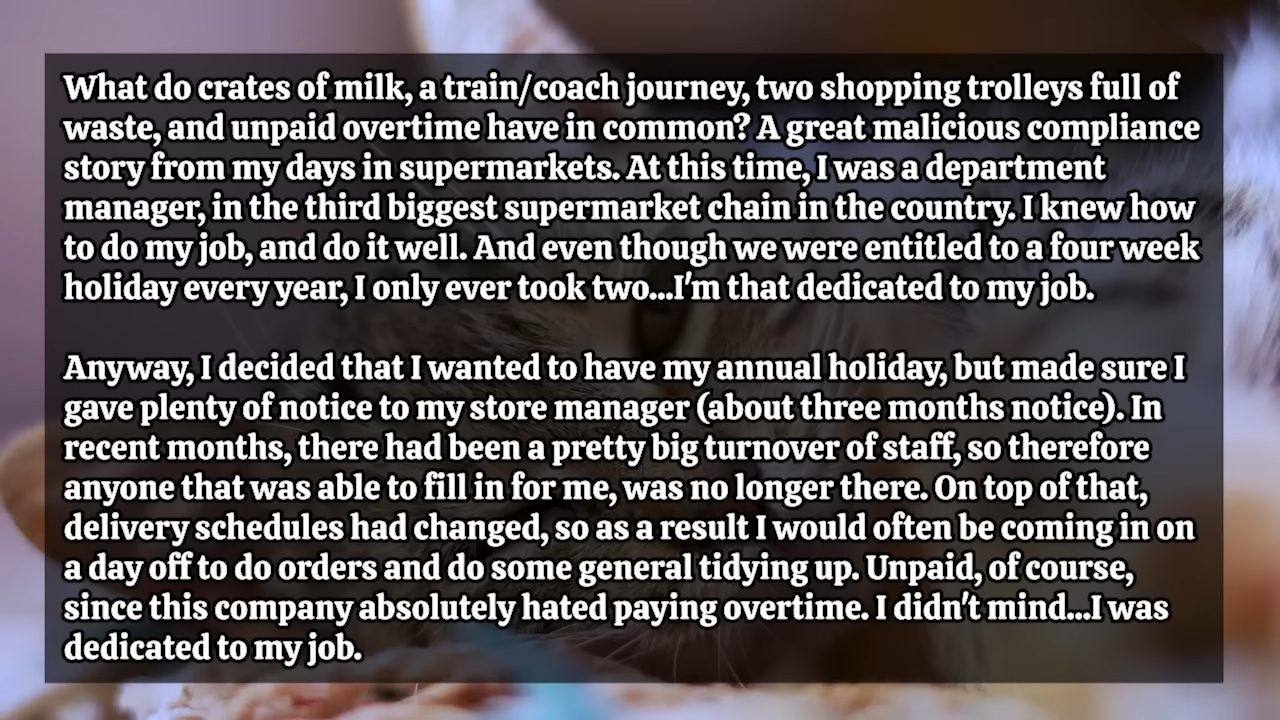 What do crates of milk, a train/coach journey, two shopping trolleys full of
waste, and unpaid overtime have in common? A great malicious compliance
story from my days in supermarkets. At this time, I was a department
manager, in the third biggest supermarket chain in the country. I knew how
to do my job, and do it well. And even though we were entitled to a four week
holiday every year, I only ever took two...I'm that dedicated to my job.

Anyway, I decided that I wanted to have my annual holiday, but made sure I
gave plenty of notice to my store manager (about three months notice). In
recent months, there had been a pretty big turnover of staff, so therefore
anyone that was able to fill in for me, was no longer there. On top of that,
delivery schedules had changed, so as a result I would often be coming in on
a day off to do orders and do some general tidying up. Unpaid, of course,
since this company absolutely hated paying overtime. I didn't mind...I was
dedicated to my job.